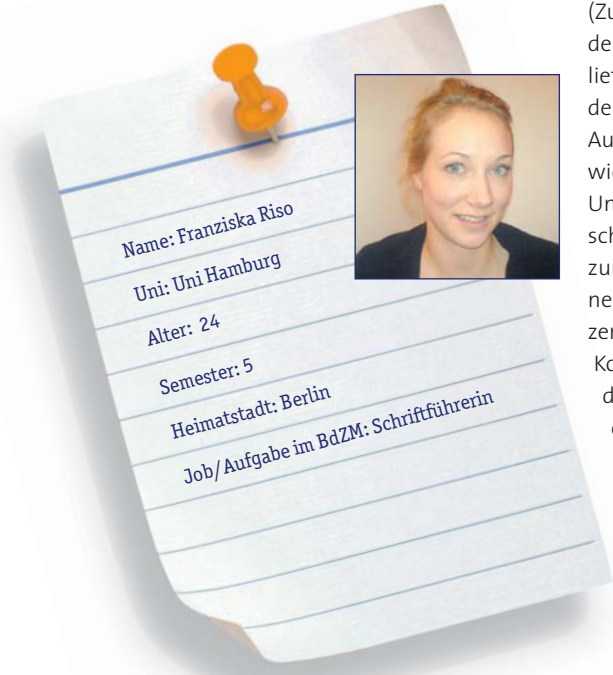 Name: Franziska Riso
Uni: Uni Hamburg
Alter: 24
Semester: 5
Heimatstadt: Berlin
Job/Aufgabe im BdZM: Schriftführerin